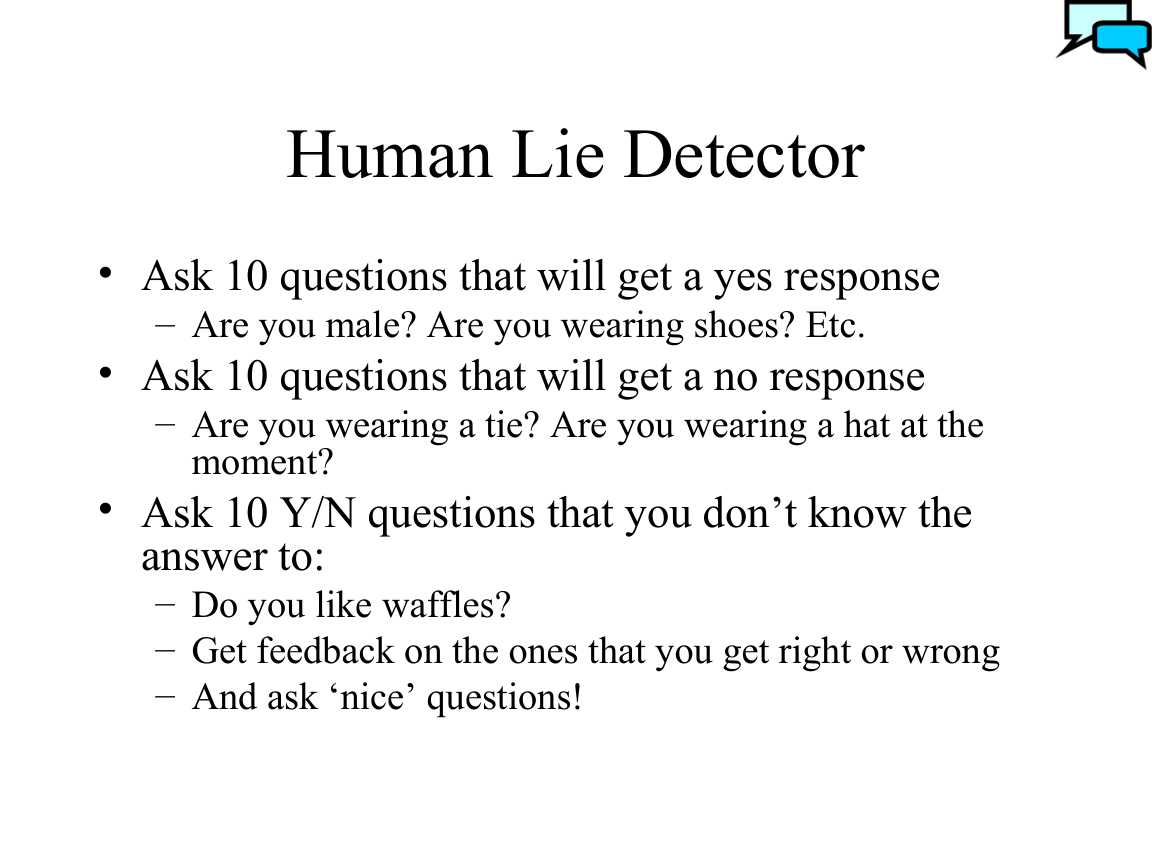 Human Lie Detector
• Ask 10 questions that will get a yes response
– Are you male? Are you wearing shoes? Etc.
• Ask 10 questions that will get a no response
– Are you wearing a tie? Are you wearing a hat at the
moment?
• Ask 10 Y/N questions that you don’t know the
answer to:
– Do you like waffles?
– Get feedback on the ones that you get right or wrong
– And ask ‘nice’ questions!